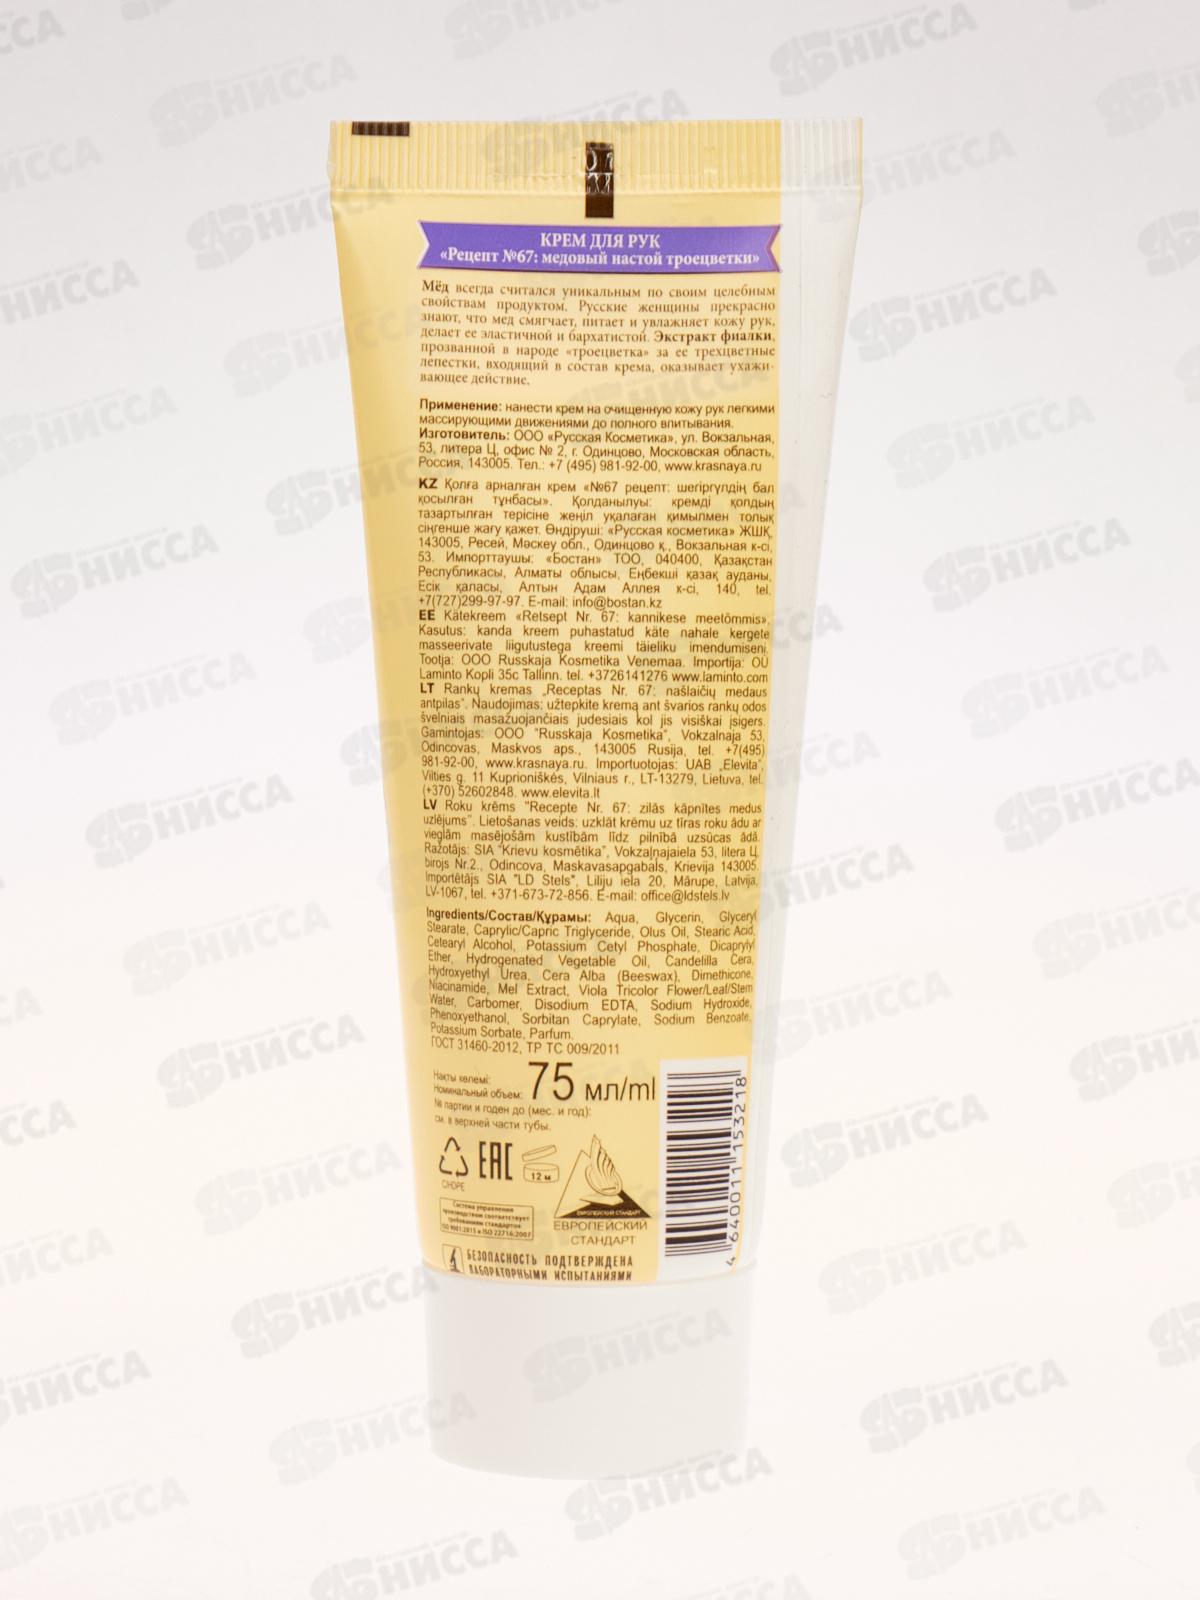 КРЕМ ДЛЯ РУК
«Рецепт №67: медовый настой троецветки»
Мёд всегда считался уникальным по своим целебным
свойствам продуктом. Русские женщины прекрасно
знают, что мед смягчает, питает и увлажняет кожу рук,
делает ее эластичной и бархатистой. Экстракт фиалки,
прозванной в народе «троецветка» за ее трехцветные
лепестки, входящий в состав крема, оказывает ухажи-
вающее действие.
Применение: нанести крем на очищенную кожу рук легкими
массирующими движениями до полного впитывания.
Изготовитель: ООО «Русская Косметика», ул. Вокзальная,
53, литера Ц, офис № 2, г. Одинцово, Московская область,
Россия, 143005. Тел.: +7 (495) 981-92-00, www.krasnaya.ru
KZ Қолға арналған крем «№67 рецепт: шегіргүлдің бал
қосылған тұнбасы». Қолданылуы: кремді қолдың
тазартылған терісіне жеңіл уқалаған қимылмен толық
сіңгенше жағу қажет. Өндіруші: «Русская косметика» ЖШҚ,
143005, Ресей, Мәскеу обл., Одинцово қ., Вокзальная к-сі,
53. Импорттаушы: «Бостан» ТОО, 040400, Қазақстан
Республикасы, Алматы облысы, Еңбекші қазақ ауданы,
Есік қаласы, Алтын Адам Аллея к-сі, 140, tel.
+7(727)299-97-97. E-mail: info@bostan.kz
EE Kätekreem «Retsept Nr. 67: kannikese meetõmmis».
Kasutus: kanda kreem puhastatud käte nahale kergete
masseerivate liigutustega kreemi täieliku imendumiseni.
Tootja: OOO Russkaja Kosmetika Venemaa. Importija: OÜ
Laminto Kopli 35c Tallinn. tel. +3726141276 www.laminto.com
LT Rankų kremas „Receptas Nr. 67: našlaičių medaus
antpilas“. Naudojimas: užtepkite kremą ant švarios rankų odos
švelniais masažuojančiais judesiais kol jis visiškai įsigers.
Gamintojas: OOO "Russkaja Kosmetika", Vokzalnaja 53,
Odincovas, Maskvos aps., 143005 Rusija, tel. +7(495)
981-92-00, www.krasnaya.ru. Importuotojas: UAB „Elevita“,
Vilties g. 11 Kuprioniškės, Vilniaus r., LT-13279, Lietuva, tel.
(+370) 52602848. www.elevita.lt
LV Roku krēms "Recepte Nr. 67: zilās kāpnītes medus
uzlējums". Lietošanas veids: uzklāt krēmu uz tīras roku ādu ar
vieglām masējošām kustībām līdz pilnībā uzsūcas ādā.
Ražotājs: SIA "Krievu kosmētika", Vokzaļnajaiela 53, litera Ц,
birojs Nr.2., Odincova, Maskavasapgabals, Krievija 143005.
Importētājs SIA "LD Stels", Liliju iela 20, Mārupe, Latvija,
LV-1067, tel. +371-673-72-856. E-mail: office@ldstels.lv
Ingredients/Состав/Құрамы: Aqua, Glycerin, Glyceryl
Stearate, Caprylic/Capric Triglyceride, Olus Oil, Stearic Acid,
Cetearyl Alcohol, Potassium Cetyl Phosphate, Dicaprylyl
Ether, Hydrogenated Vegetable Oil, Candelilla Cera,
Hydroxyethyl Urea, Cera Alba (Beeswax), Dimethicone,
Niacinamide, Mel Extract, Viola Tricolor Flower/Leaf/Stem
Water, Carbomer, Disodium EDTA, Sodium Hydroxide,
Phenoxyethanol, Sorbitan Caprylate, Sodium Benzoate,
Potassium Sorbate, Parfum.
ГОСТ 31460-2012, ТР ТС 009/2011
Нақты көлемі:
Номинальный объем: 75 мл/ml
№ партии и годен до (мес. и год):
см. в верхней части тубы.
EAC
12 м
C/HDPE
ЕВРОПЕЙСКИЙ СТАНДАРТ
ЕВРОПЕЙСКИЙ
СТАНДАРТ
Система управления
производством соответствует
требованиям стандартов
ISO 9001:2015 и ISO 22716:2007
БЕЗОПАСНОСТЬ ПОДТВЕРЖДЕНА
ЛАБОРАТОРНЫМИ ИСПЫТАНИЯМИ
4 640011 153218
НИССА